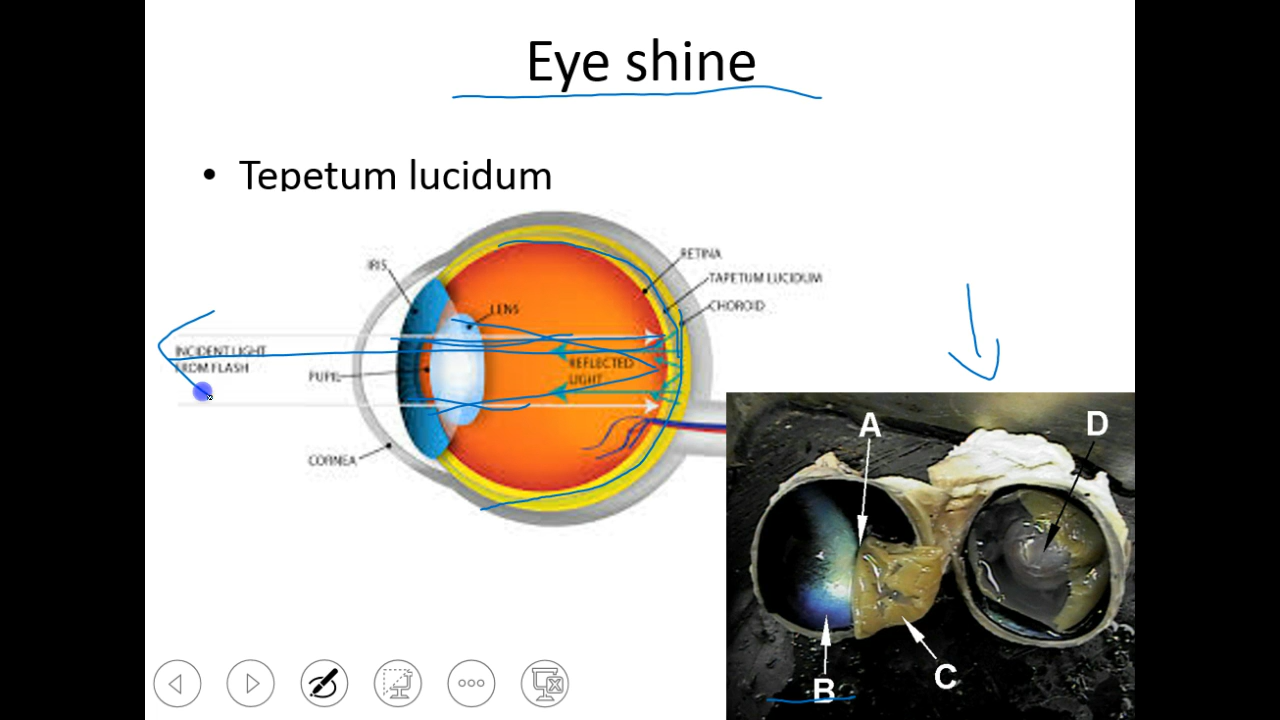 Eye shine
• Tepetum lucidum
RETINA
IRIS
TAPETUM LUCIDUM
CHOROID
LENS
INCIDENT LIGHT
FROM FLASH
REFLECTED
LIGHT
PUPIL
CORNEA
A
D
C
B